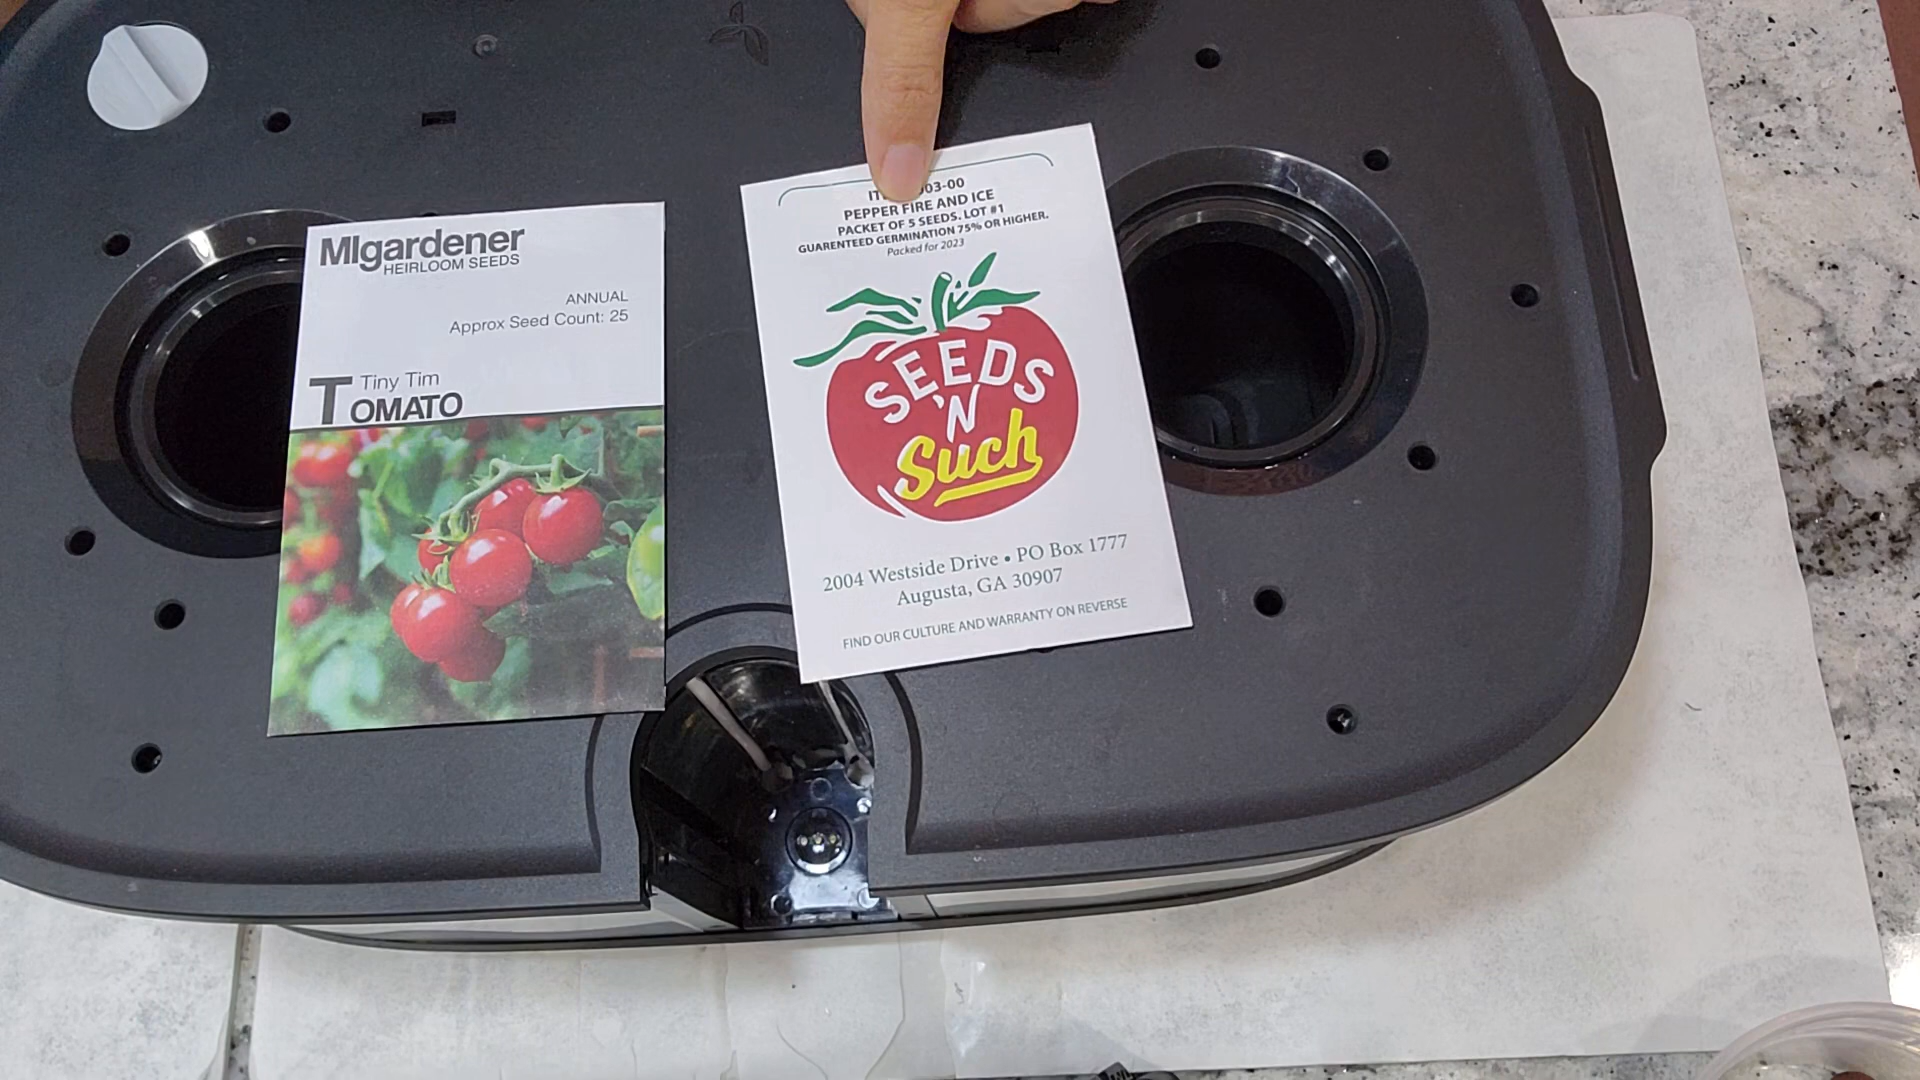 MIgardener
HEIRLOOM SEEDS
ANNUAL
Approx Seed Count: 25
Tiny Tim
TOMATO
03-00
PEPPER FIRE AND ICE
PACKET OF 5 SEEDS. LOT #1
GUARENTEED GERMINATION 75% OR HIGHER.
Packed for 2023
SEEDS
'N
Such
2004 Westside Drive • PO Box 1777
Augusta, GA 30907
FIND OUR CULTURE AND WARRANTY ON REVERSE